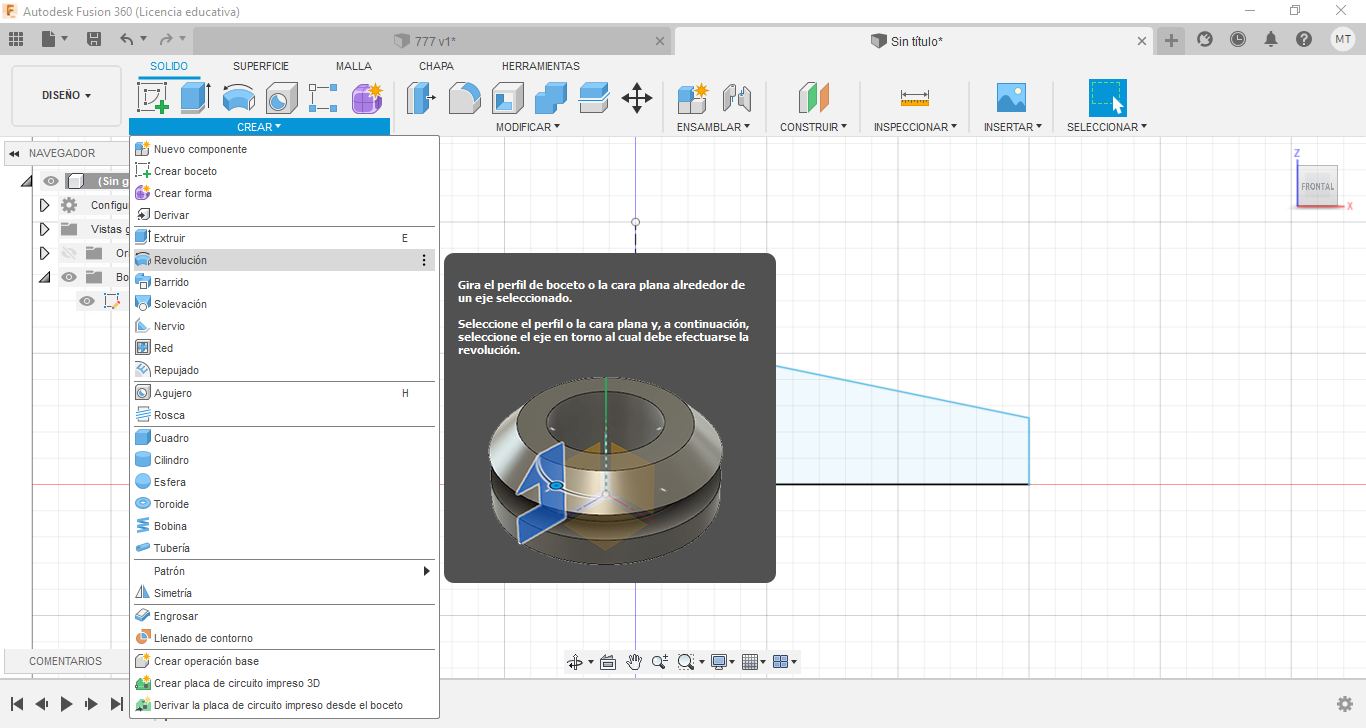 Autodesk Fusion 360 (Licencia educativa)
777 v1*
Sin título*
MT
DISEÑO
SOLIDO
SUPERFICIE
MALLA
CHAPA
HERRAMIENTAS
CREAR
MODIFICAR
ENSAMBLAR
CONSTRUIR
INSPECCIONAR
INSERTAR
SELECCIONAR
NAVEGADOR
(Sin g
Configu
Vistas g
Or
Bo
Nuevo componente
Crear boceto
Crear forma
Derivar
Extruir E
Revolución
Barrido
Solevación
Nervio
Red
Repujado
Agujero H
Rosca
Cuadro
Cilindro
Esfera
Toroide
Bobina
Tubería
Patrón
Simetría
Engrosar
Llenado de contorno
Crear operación base
Crear placa de circuito impreso 3D
Derivar la placa de circuito impreso desde el boceto
Gira el perfil de boceto o la cara plana alrededor de
un eje seleccionado.
Seleccione el perfil o la cara plana y, a continuación,
seleccione el eje en torno al cual debe efectuarse la
revolución.
Z
FRONTAL
X
COMENTARIOS